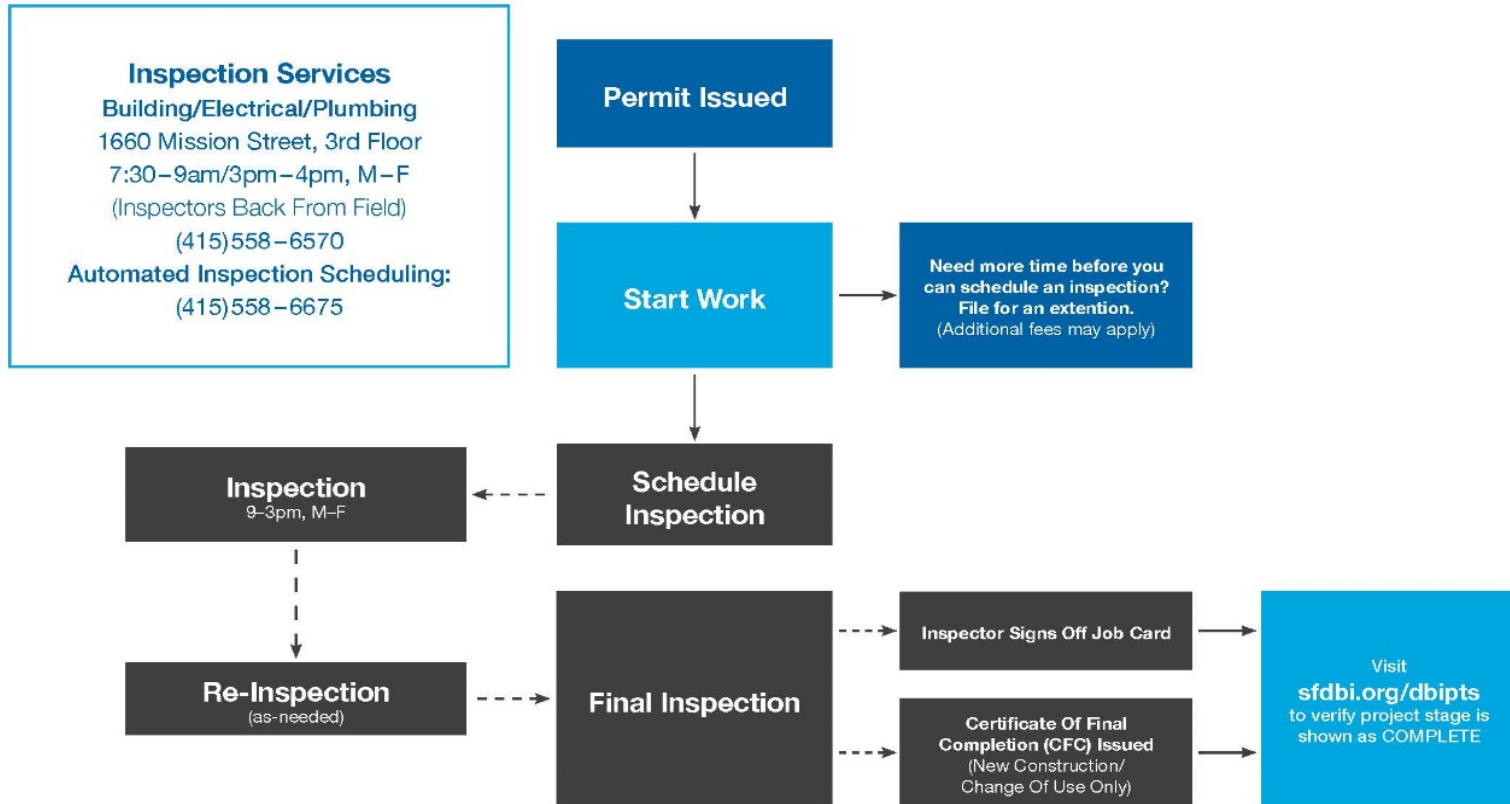 Inspection Services
Building/Electrical/Plumbing
1660 Mission Street, 3rd Floor
7:30–9am/3pm–4pm, M–F
(Inspectors Back From Field)
(415)558–6570
Automated Inspection Scheduling:
(415)558–6675
Permit Issued
Start Work
Need more time before you
can schedule an inspection?
File for an extention.
(Additional fees may apply)
Schedule
Inspection
Inspection
9–3pm, M–F
Re-Inspection
(as-needed)
Final Inspection
Inspector Signs Off Job Card
Certificate Of Final
Completion (CFC) Issued
(New Construction/
Change Of Use Only)
Visit
sfdbi.org/dbipts
to verify project stage is
shown as COMPLETE